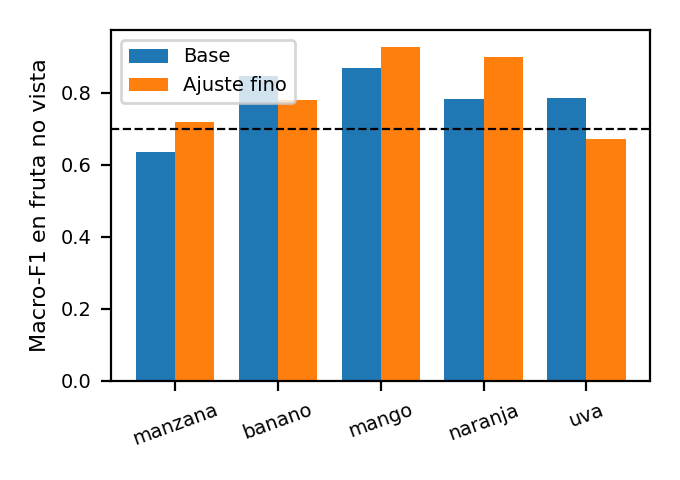 Base
Ajuste fino
Macro-F1 en fruta no vista
0.8
0.6
0.4
0.2
0.0
manzana
banano
mango
naranja
uva